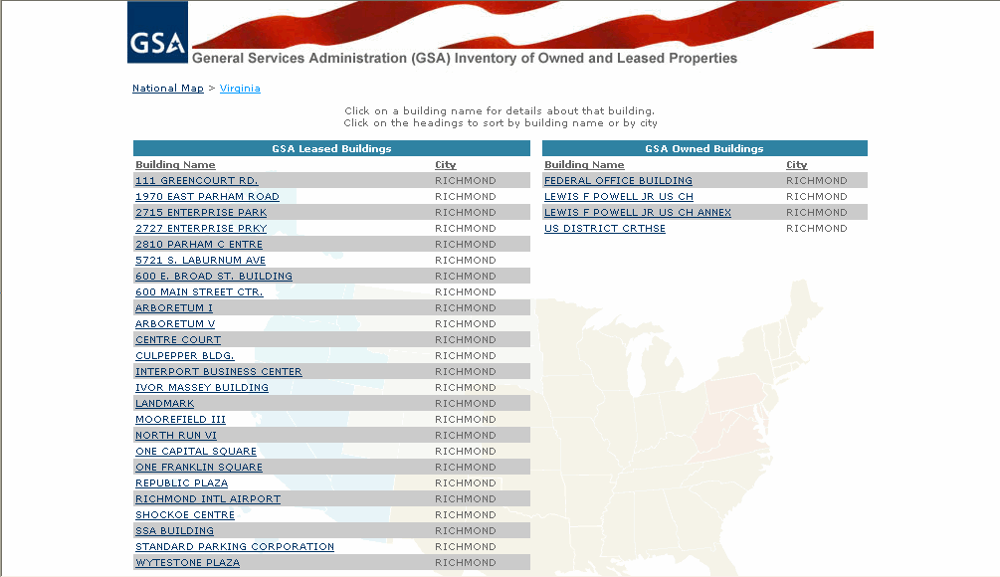 GSA
General Services Administration (GSA) Inventory of Owned and Leased Properties
National Map > Virginia
Click on a building name for details about that building.
Click on the headings to sort by building name or by city
GSA Leased Buildings
Building Name City
111 GREENCOURT RD. RICHMOND
1970 EAST PARHAM ROAD RICHMOND
2715 ENTERPRISE PARK RICHMOND
2727 ENTERPRISE PRKY RICHMOND
2810 PARHAM C ENTRE RICHMOND
5721 S. LABURNUM AVE RICHMOND
600 E. BROAD ST. BUILDING RICHMOND
600 MAIN STREET CTR. RICHMOND
ARBORETUM I RICHMOND
ARBORETUM V RICHMOND
CENTRE COURT RICHMOND
CULPEPPER BLDG. RICHMOND
INTERPORT BUSINESS CENTER RICHMOND
IVOR MASSEY BUILDING RICHMOND
LANDMARK RICHMOND
MOOREFIELD III RICHMOND
NORTH RUN VI RICHMOND
ONE CAPITAL SQUARE RICHMOND
ONE FRANKLIN SQUARE RICHMOND
REPUBLIC PLAZA RICHMOND
RICHMOND INTL AIRPORT RICHMOND
SHOCKOE CENTRE RICHMOND
SSA BUILDING RICHMOND
STANDARD PARKING CORPORATION RICHMOND
WYTESTONE PLAZA RICHMOND
GSA Owned Buildings
Building Name City
FEDERAL OFFICE BUILDING RICHMOND
LEWIS F POWELL JR US CH RICHMOND
LEWIS F POWELL JR US CH ANNEX RICHMOND
US DISTRICT CRTHSE RICHMOND